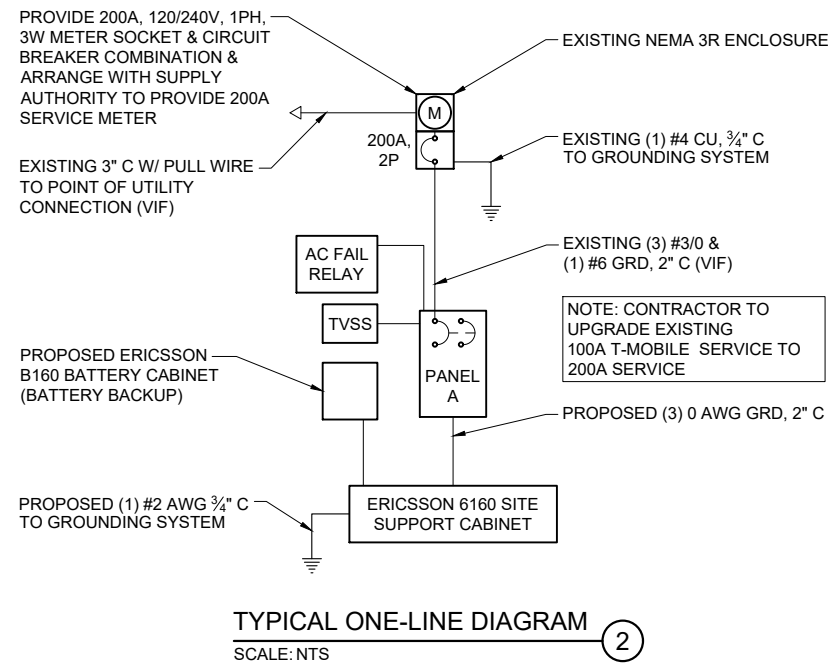 PROVIDE 200A, 120/240V, 1PH,
3W METER SOCKET & CIRCUIT
BREAKER COMBINATION &
ARRANGE WITH SUPPLY
AUTHORITY TO PROVIDE 200A
SERVICE METER
EXISTING NEMA 3R ENCLOSURE
M
200A,
2P
EXISTING (1) #4 CU, ¾" C
TO GROUNDING SYSTEM
EXISTING 3" C W/ PULL WIRE
TO POINT OF UTILITY
CONNECTION (VIF)
EXISTING (3) #3/0 &
(1) #6 GRD, 2" C (VIF)
AC FAIL
RELAY
TVSS
NOTE: CONTRACTOR TO
UPGRADE EXISTING
100A T-MOBILE SERVICE TO
200A SERVICE
PROPOSED ERICSSON
B160 BATTERY CABINET
(BATTERY BACKUP)
PANEL
A
PROPOSED (3) 0 AWG GRD, 2" C
PROPOSED (1) #2 AWG ¾" C
TO GROUNDING SYSTEM
ERICSSON 6160 SITE
SUPPORT CABINET
TYPICAL ONE-LINE DIAGRAM
2
SCALE: NTS